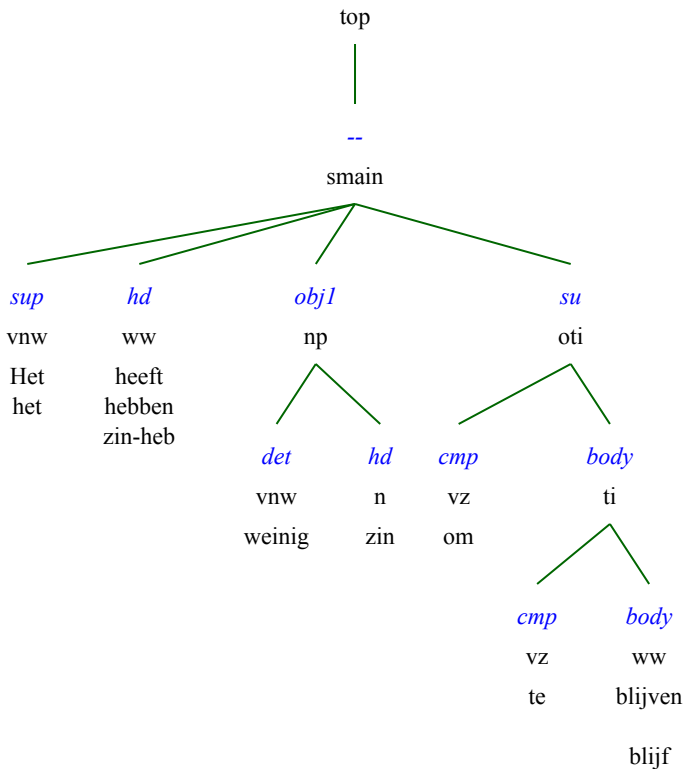 top
--
smain
sup hd obj1 su
vnw ww np oti
Het heeft
het hebben
zin-heb
det hd cmp body
vnw n vz ti
weinig zin om
cmp body
vz ww
te blijven
blijf